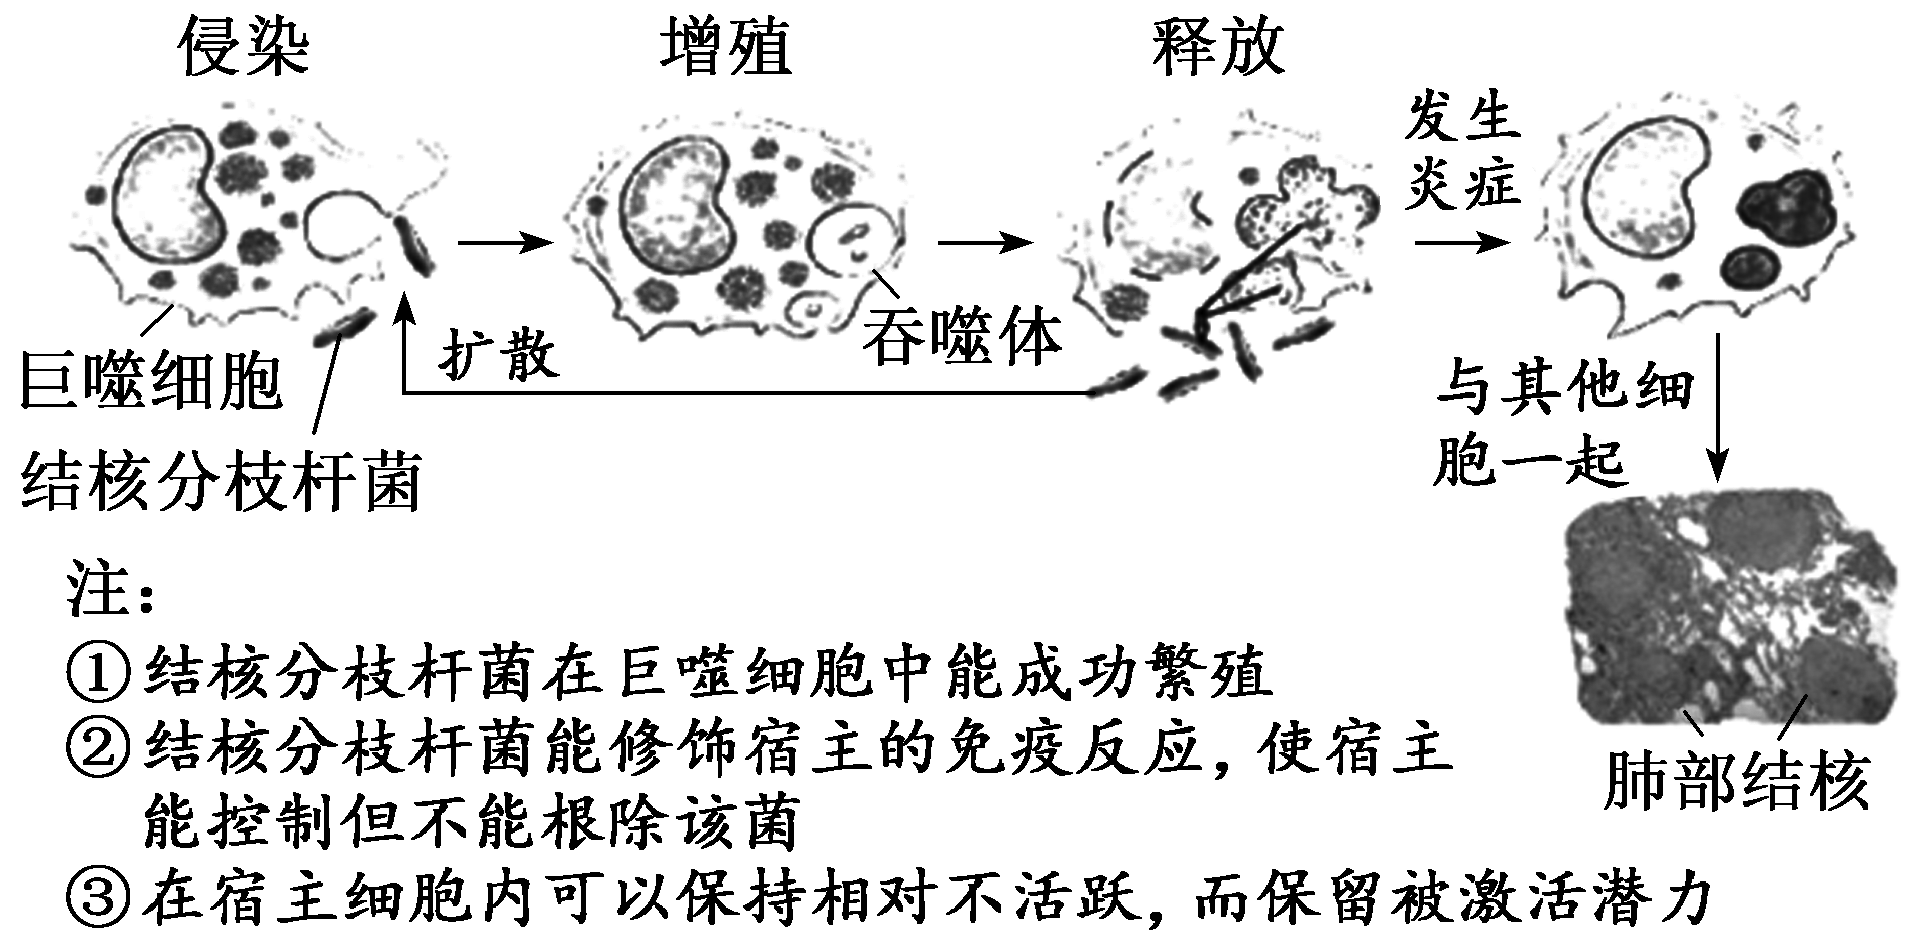 侵染
增殖
释放
发生
炎症
巨噬细胞
扩散
吞噬体
结核分枝杆菌
与其他细
胞一起
肺部结核
注：
①结核分枝杆菌在巨噬细胞中能成功繁殖
②结核分枝杆菌能修饰宿主的免疫反应，使宿主
能控制但不能根除该菌
③在宿主细胞内可以保持相对不活跃，而保留被激活潜力